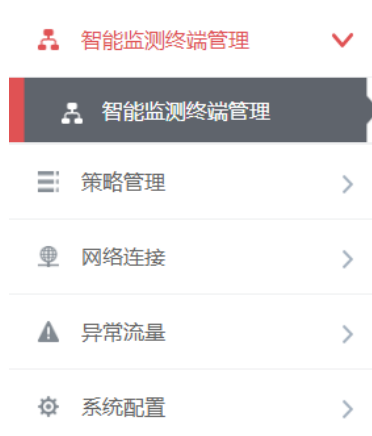 智能监测终端管理
智能监测终端管理
策略管理
网络连接
异常流量
系统配置